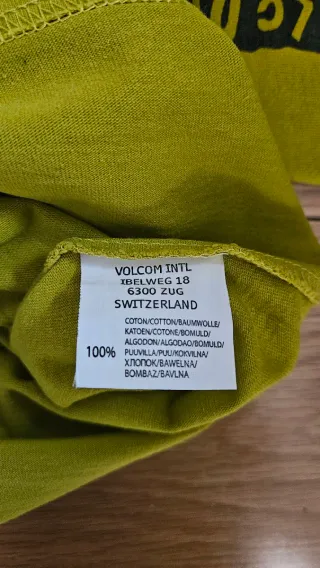 VOLCOM INTL
IBELWEG 18
6300 ZUG
SWITZERLAND
COTON/COTTON/BAUMWOLLE/
KATOEN/COTONE/BOMULD/
ALGODON/ALGODAO/BOMULD/
100% PUUVILLA/PUU/KOKVILNA/
ХЛОПОК/BAWELNA/
BOMBAZ/BAVLNA